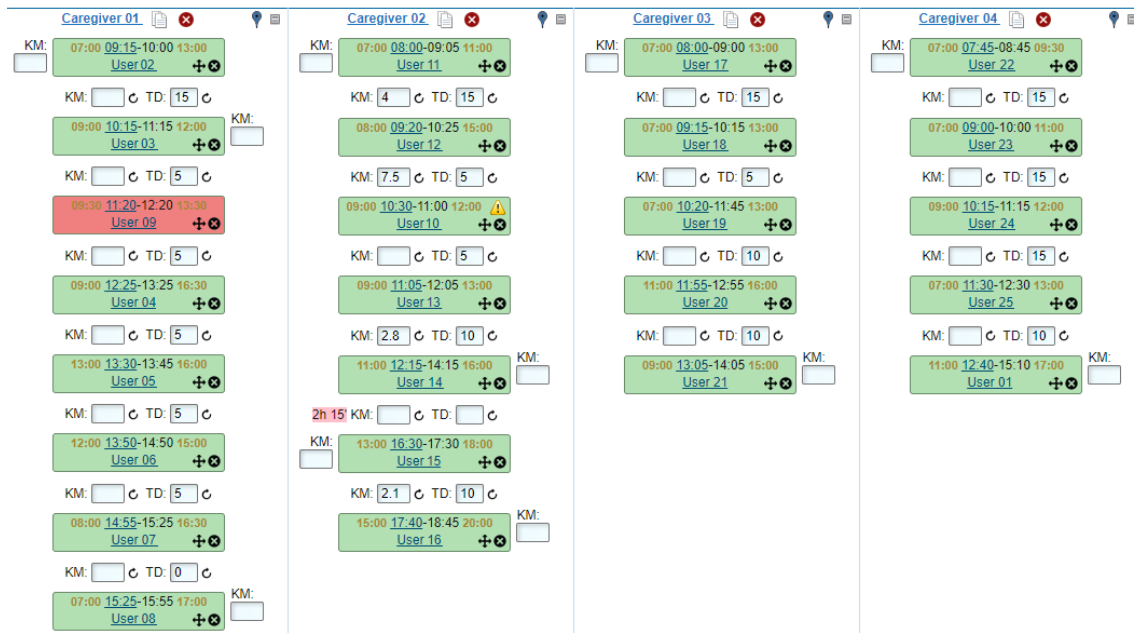 Caregiver 01
KM:
07:00 09:15-10:00 13:00
User 02
KM: TD: 15
KM:
09:00 10:15-11:15 12:00
User 03
KM: TD: 5
09:30 11:20-12:20 13:30
User 09
KM: TD: 5
09:00 12:25-13:25 16:30
User 04
KM: TD: 5
13:00 13:30-13:45 16:00
User 05
KM: TD: 5
12:00 13:50-14:50 15:00
User 06
KM: TD: 5
08:00 14:55-15:25 16:30
User 07
KM: TD: 0
KM:
07:00 15:25-15:55 17:00
User 08
Caregiver 02
KM:
07:00 08:00-09:05 11:00
User 11
KM: 4 TD: 15
08:00 09:20-10:25 15:00
User 12
KM: 7.5 TD: 5
09:00 10:30-11:00 12:00
User10
KM: TD: 5
09:00 11:05-12:05 13:00
User 13
KM: 2.8 TD: 10
KM:
11:00 12:15-14:15 16:00
User 14
2h 15' KM: TD:
KM:
13:00 16:30-17:30 18:00
User 15
KM: 2.1 TD: 10
KM:
15:00 17:40-18:45 20:00
User 16
Caregiver 03
KM:
07:00 08:00-09:00 13:00
User 17
KM: TD: 15
07:00 09:15-10:15 13:00
User 18
KM: TD: 5
07:00 10:20-11:45 13:00
User 19
KM: TD: 10
11:00 11:55-12:55 16:00
User 20
KM: TD: 10
KM:
09:00 13:05-14:05 15:00
User 21
Caregiver 04
KM:
07:00 07:45-08:45 09:30
User 22
KM: TD: 15
07:00 09:00-10:00 11:00
User 23
KM: TD: 15
09:00 10:15-11:15 12:00
User 24
KM: TD: 15
07:00 11:30-12:30 13:00
User 25
KM: TD: 10
KM:
11:00 12:40-15:10 17:00
User 01